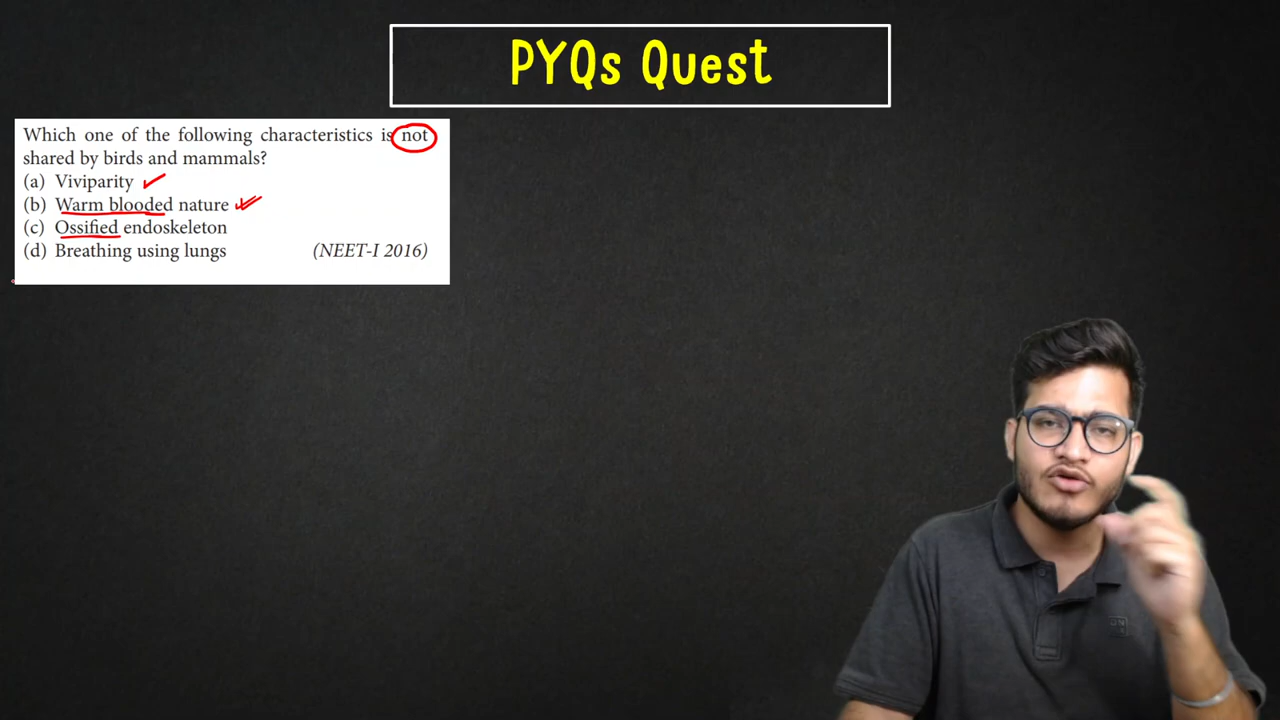 PYQs Quest
Which one of the following characteristics is not
shared by birds and mammals?
(a) Viviparity
(b) Warm blooded nature
(c) Ossified endoskeleton
(d) Breathing using lungs (NEET-I 2016)